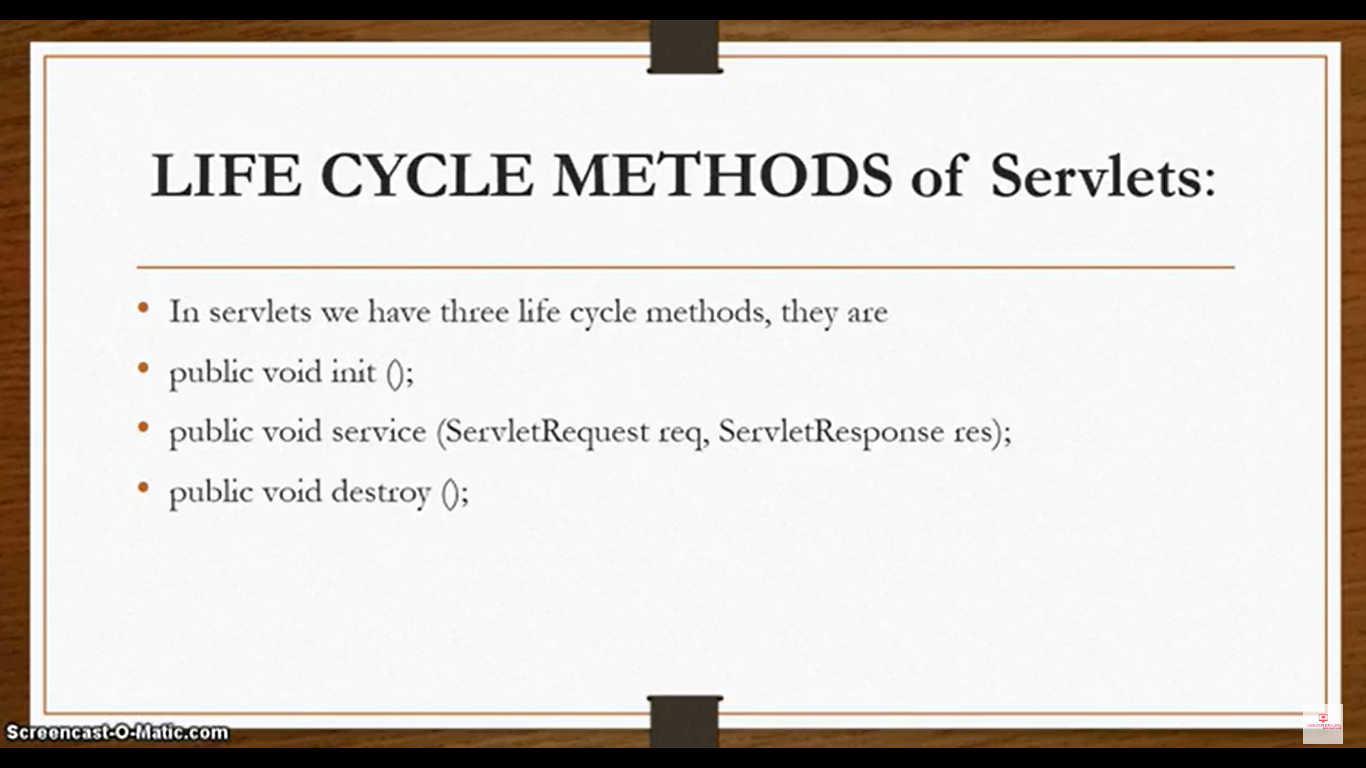 LIFE CYCLE METHODS of Servlets:
• In servlets we have three life cycle methods, they are
• public void init ();
• public void service (ServletRequest req, ServletResponse res);
• public void destroy ();
Screencast-O-Matic.com